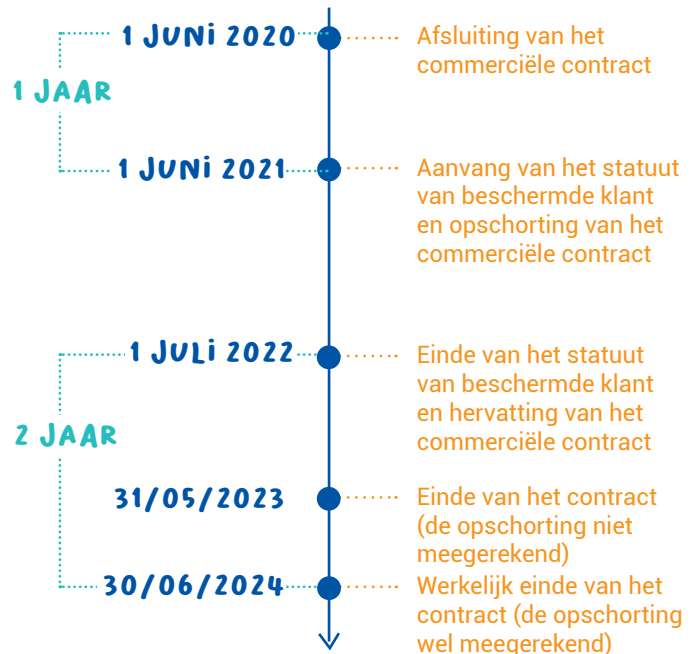 1 JUNI 2020
Afsluiting van het
commerciële contract
1 JAAR
1 JUNI 2021
Aanvang van het statuut
van beschermde klant
en opschorting van het
commerciële contract
1 JULI 2022
Einde van het statuut
van beschermde klant
en hervatting van het
commerciële contract
2 JAAR
31/05/2023
Einde van het contract
(de opschorting niet
meegerekend)
30/06/2024
Werkelijk einde van het
contract (de opschorting
wel meegerekend)